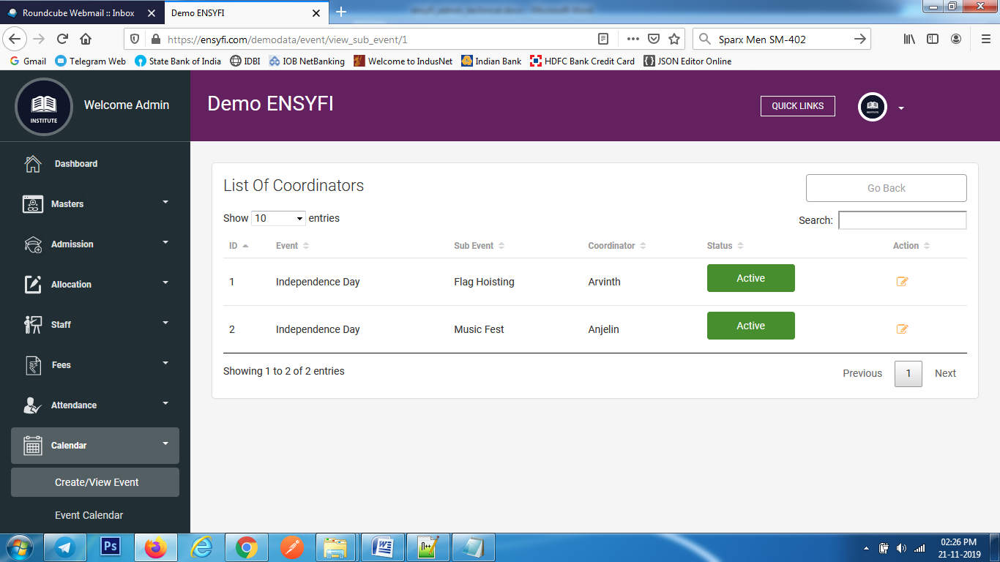 Roundcube Webmail :: Inbox
Demo ENSYFI
https://ensyfi.com/demodata/event/view_sub_event/1
Sparx Men SM-402
Gmail
Telegram Web
State Bank of India
IDBI
IOB NetBanking
Welcome to IndusNet
Indian Bank
HDFC Bank Credit Card
JSON Editor Online
INSTITUTE
Welcome Admin
Demo ENSYFI
QUICK LINKS
INSTITUTE
Dashboard
Masters
Admission
Allocation
Staff
Fees
Attendance
Calendar
Create/View Event
Event Calendar
List Of Coordinators
Go Back
Show 10 entries
Search:
ID Event Sub Event Coordinator Status Action
1 Independence Day Flag Hoisting Arvinth Active
2 Independence Day Music Fest Anjelin Active
Showing 1 to 2 of 2 entries
Previous 1 Next
Ps
02:26 PM
21-11-2019